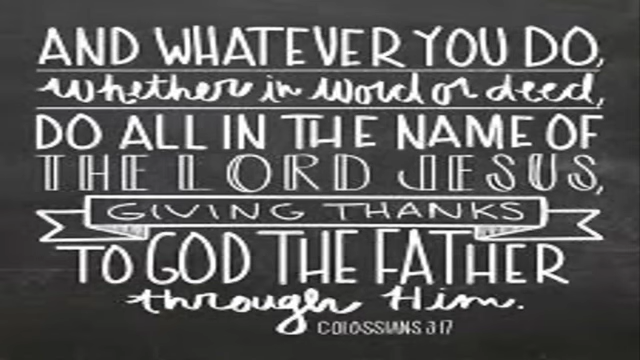 AND WHATEVER YOU DO,
whether in word or deed,
DO ALL IN THE NAME OF
THE LORD JESUS,
GIVING THANKS
TO GOD THE FATHER
through Him.
COLOSSIANS 3:17